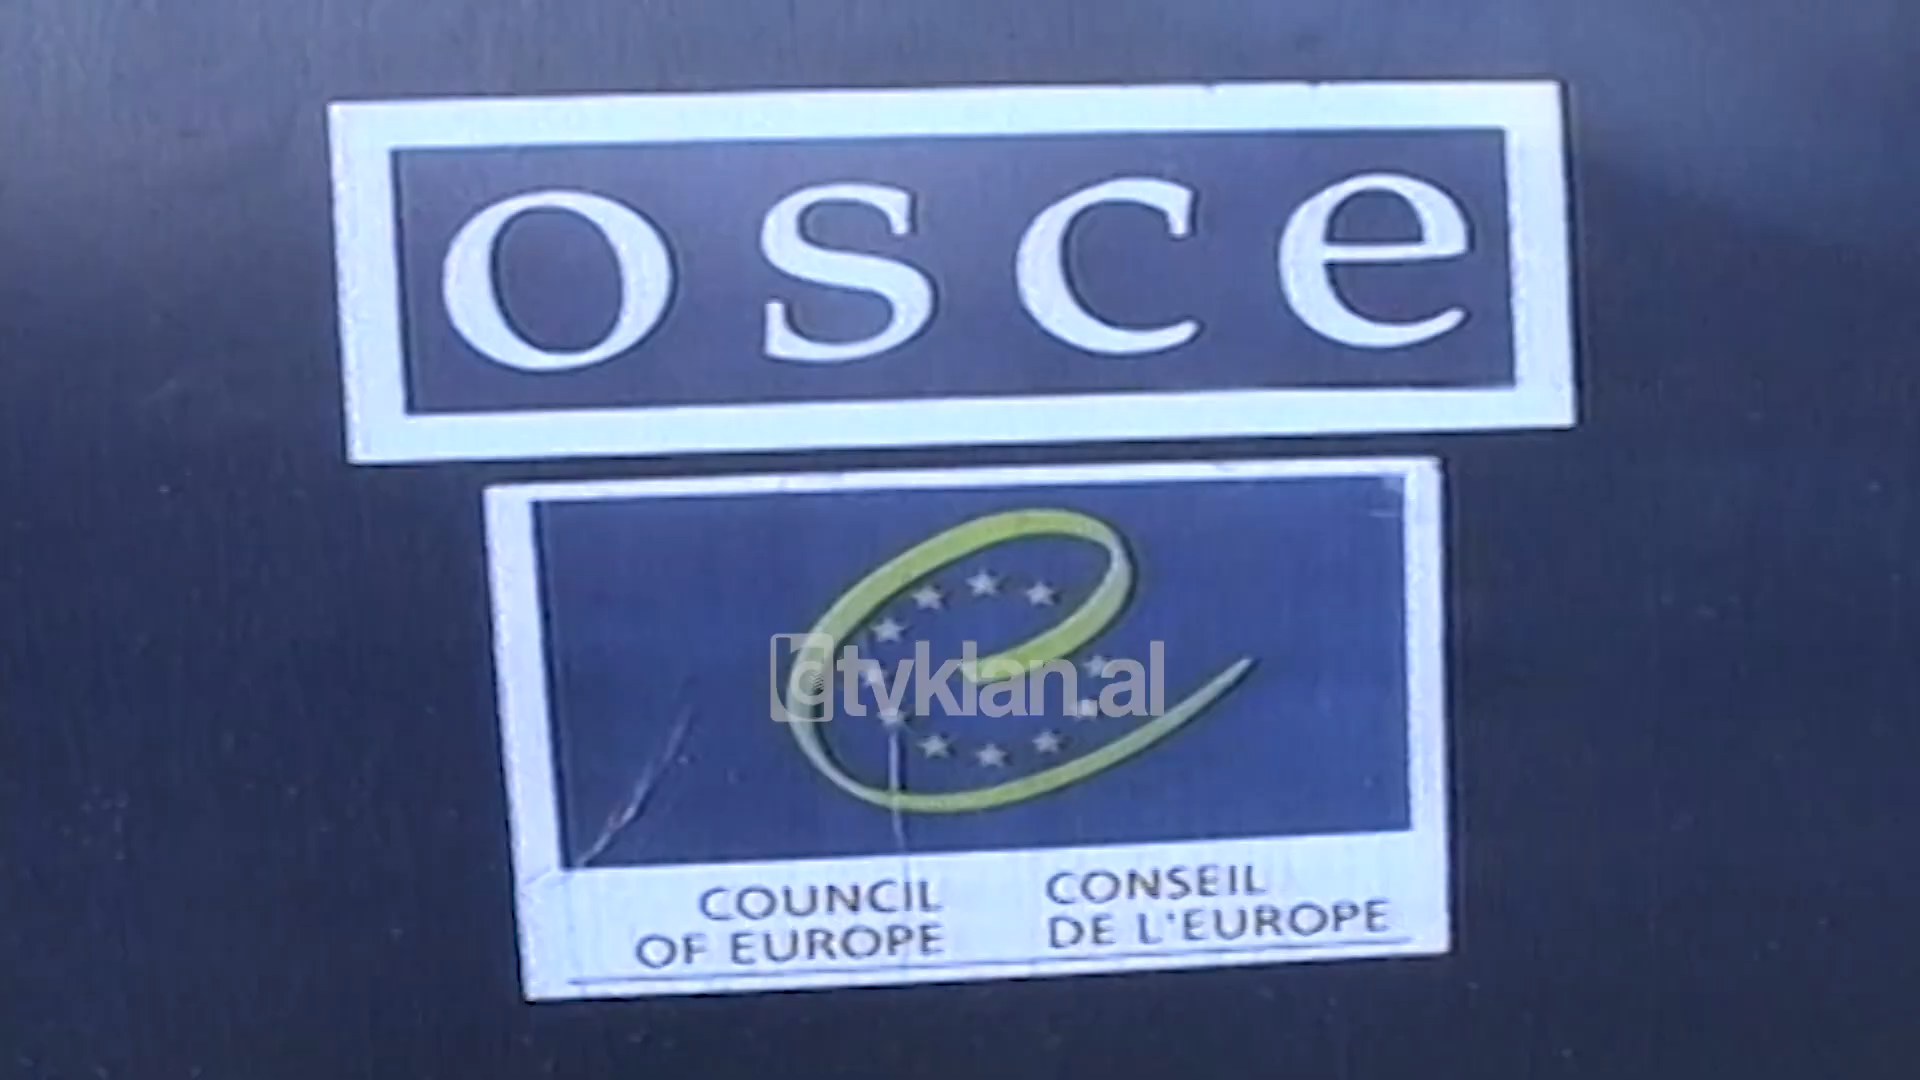 osce
tvklan.al
COUNCIL
OF EUROPE
CONSEIL
DE L'EUROPE